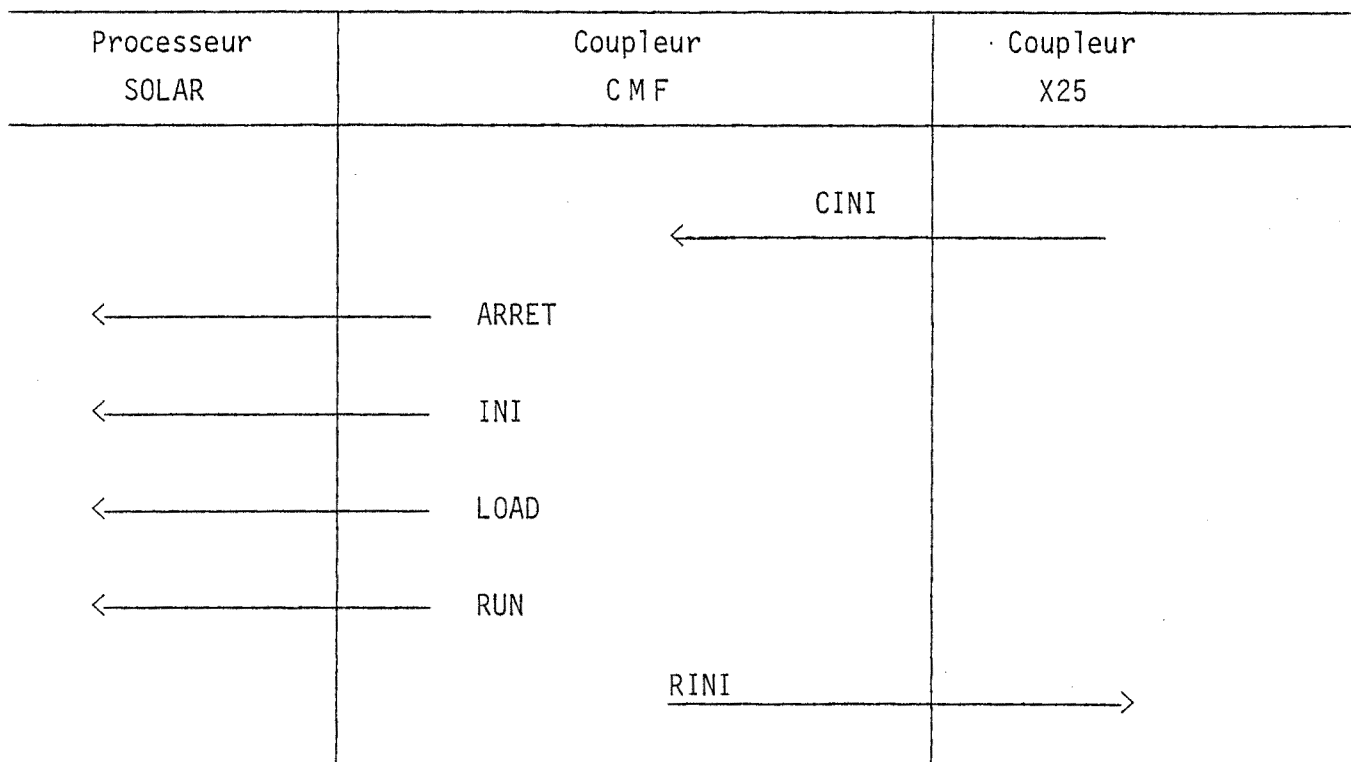 Processeur
SOLAR
Coupleur
C M F
Coupleur
X25
CINI
ARRET
INI
LOAD
RUN
RINI